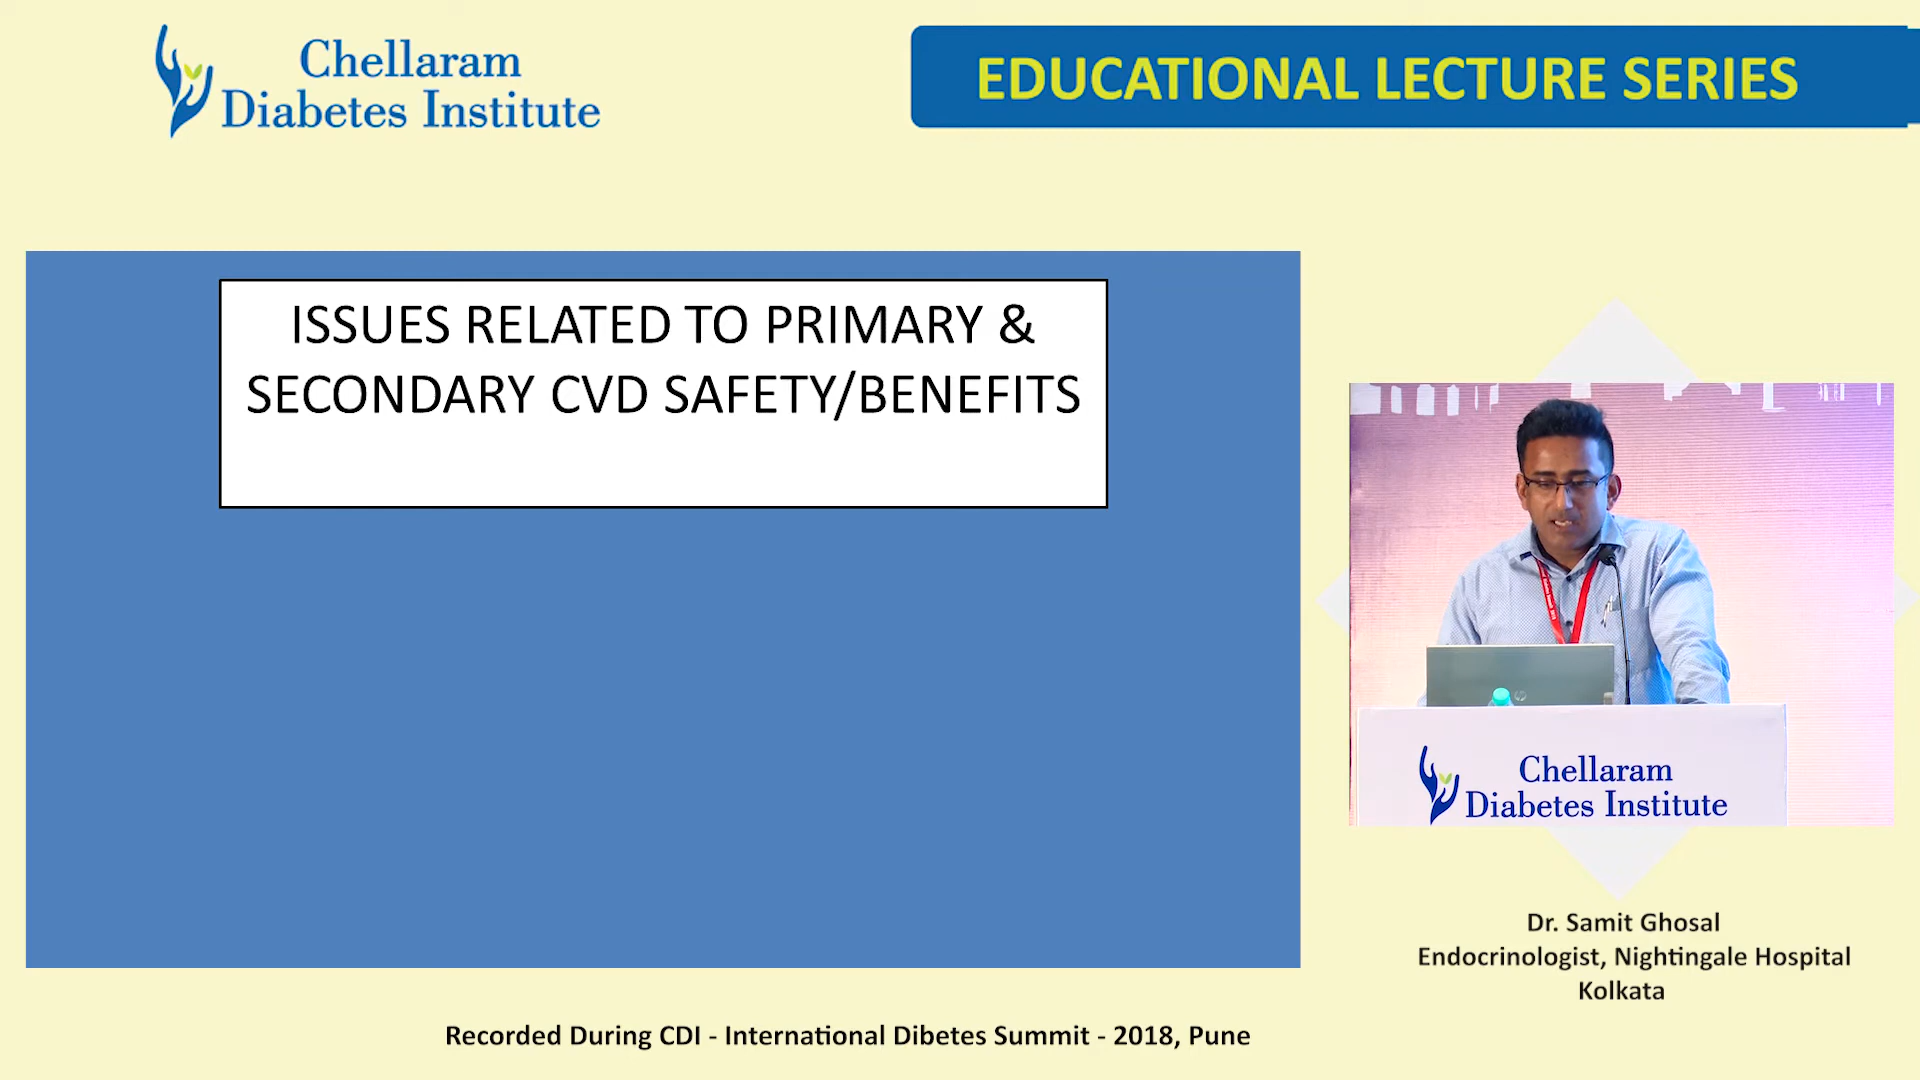 Chellaram
Diabetes Institute
EDUCATIONAL LECTURE SERIES
ISSUES RELATED TO PRIMARY &
SECONDARY CVD SAFETY/BENEFITS
Chellaram
Diabetes Institute
Dr. Samit Ghosal
Endocrinologist, Nightingale Hospital
Kolkata
Recorded During CDI - International Dibetes Summit - 2018, Pune